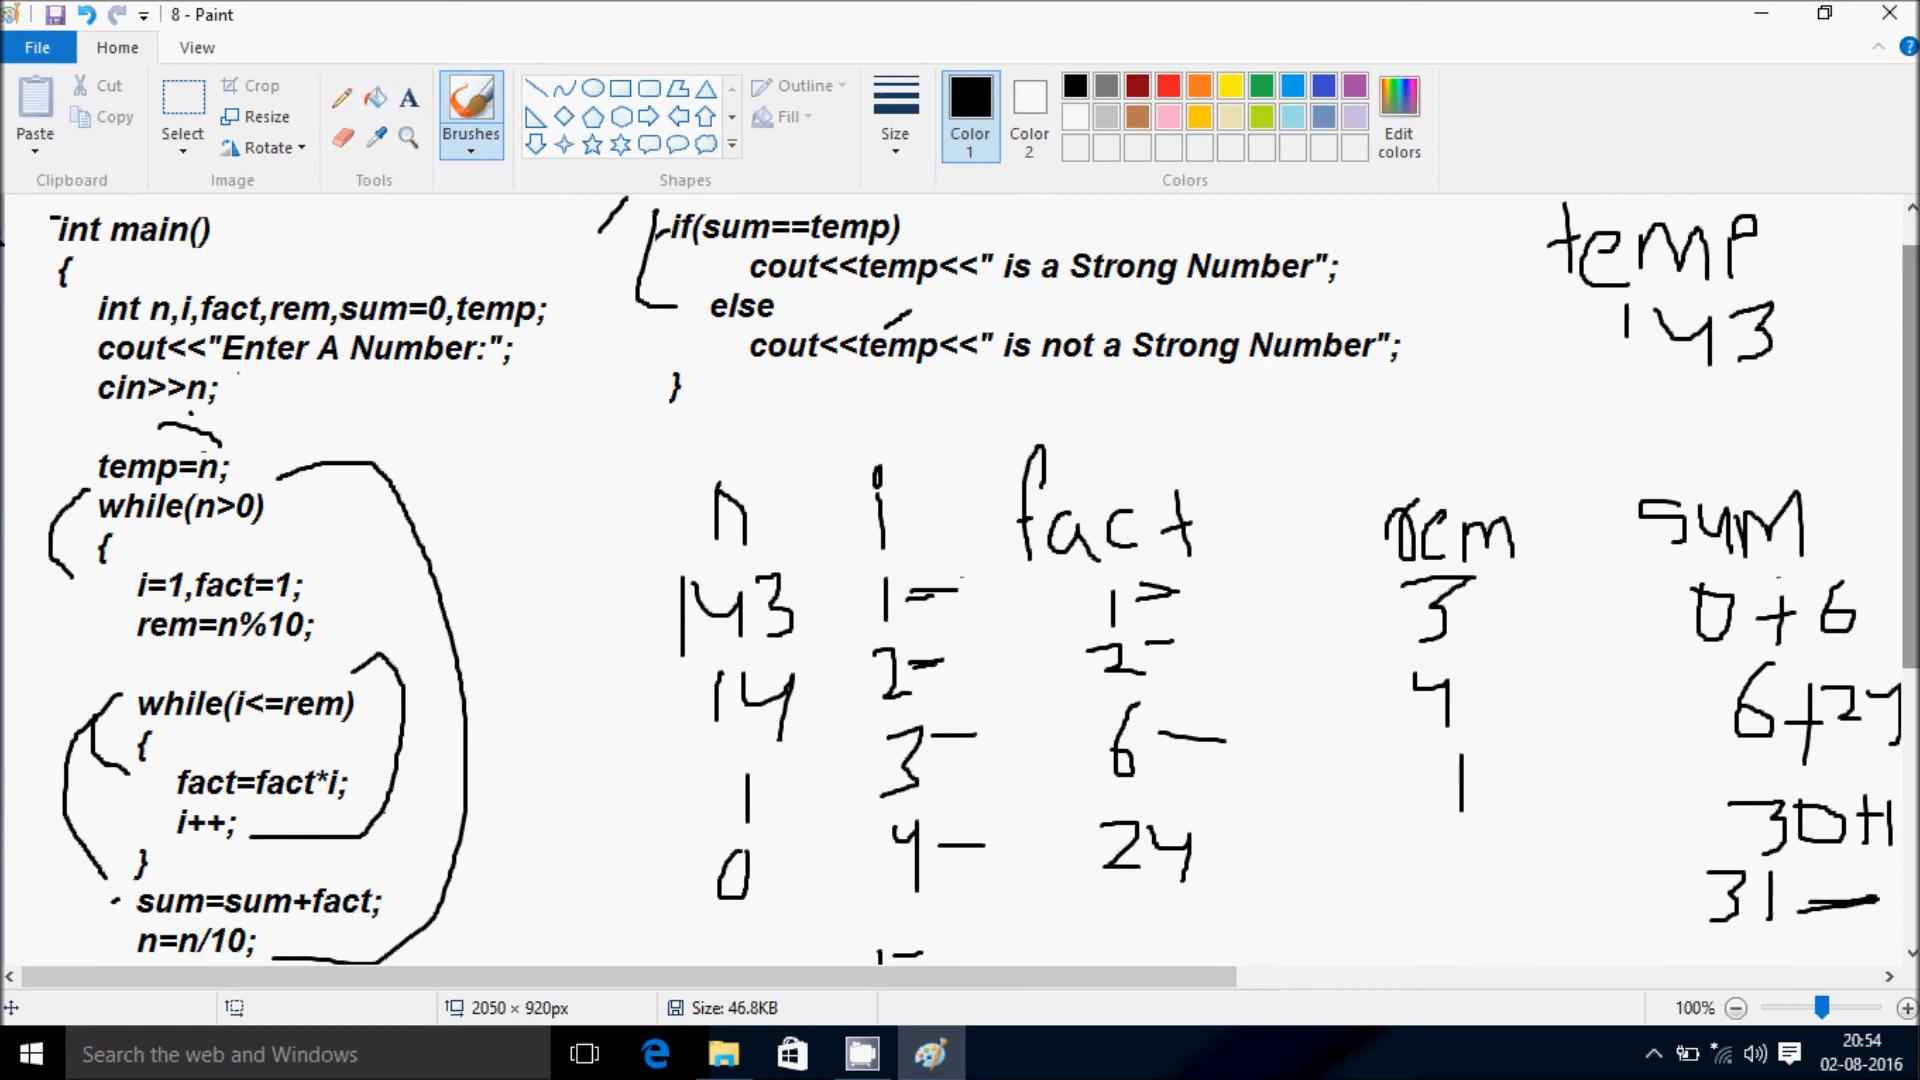 8 - Paint
File Home View
Paste Cut Copy Clipboard
Select Crop Resize Rotate Image
Tools
Brushes
Outline Fill Shapes
Size
Color 1 Color 2 Edit colors Colors
int main()
{
int n,i,fact,rem,sum=0,temp;
cout<<"Enter A Number:";
cin>>n;
temp=n;
while(n>0)
{
i=1,fact=1;
rem=n%10;
while(i<=rem)
{
fact=fact*i;
i++;
}
sum=sum+fact;
n=n/10;
if(sum==temp)
cout<<temp<<" is a Strong Number";
else
cout<<temp<<" is not a Strong Number";
}
temp
143
n i fact rem sum
143 1 1 3 0+6
14 2 2 4 6+24
1 3 6 1 30+1
0 4 24 31
2050 × 920px Size: 46.8KB 100%
Search the web and Windows
20:54
02-08-2016